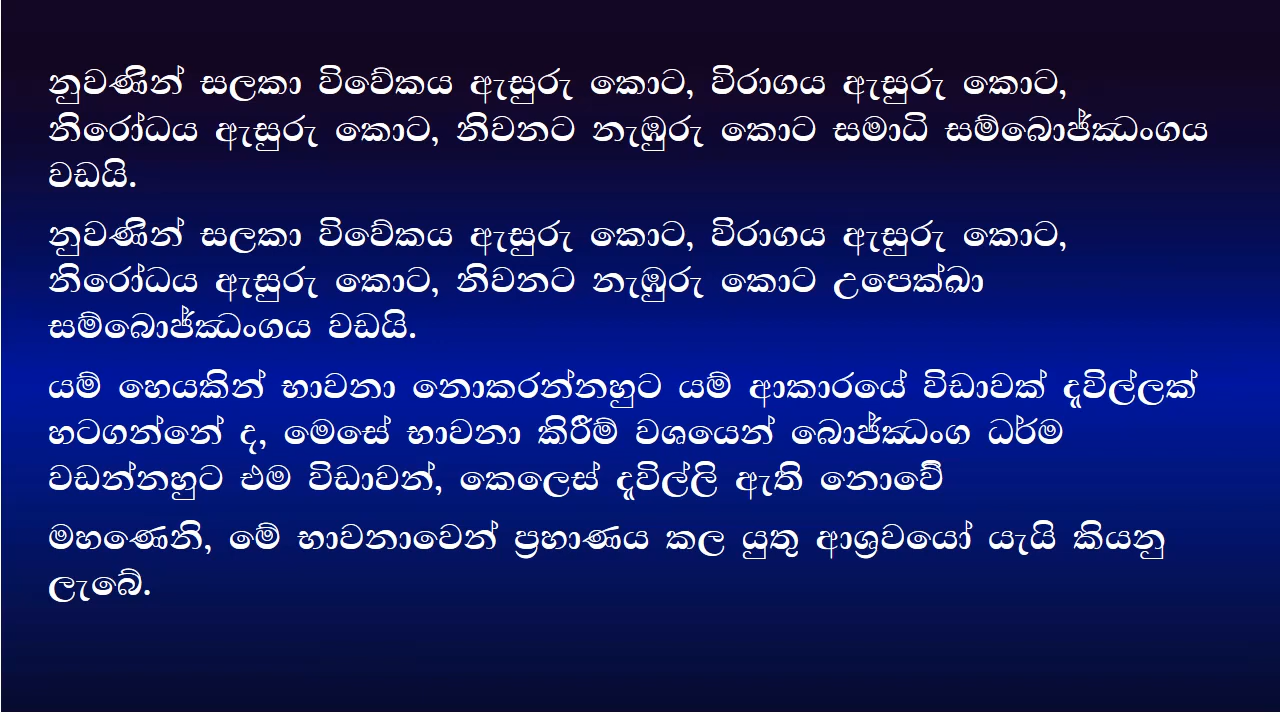 නුවණින් සලකා විවේකය ඇසුරු කොට, විරාගය ඇසුරු කොට,
නිරෝධය ඇසුරු කොට, නිවනට නැඹුරු කොට සමාධි සම්බොජ්ඣංගය
වඩයි.
නුවණින් සලකා විවේකය ඇසුරු කොට, විරාගය ඇසුරු කොට,
නිරෝධය ඇසුරු කොට, නිවනට නැඹුරු කොට උපෙක්ඛා
සම්බොජ්ඣංගය වඩයි.
යම් හෙයකින් භාවනා නොකරන්නහුට යම් ආකාරයේ විඩාවක් දූවිල්ලක්
හටගන්නේ ද, මෙසේ භාවනා කිරීම් වශයෙන් බොජ්ඣංග ධර්ම
වඩන්නහුට එම විඩාවන්, කෙලෙස් දූවිල්ලි ඇති නොවේ
මහණෙනි, මේ භාවනාවෙන් ප්‍රහාණය කල යුතු ආශ්‍රවයෝ යැයි කියනු
ලැබේ.